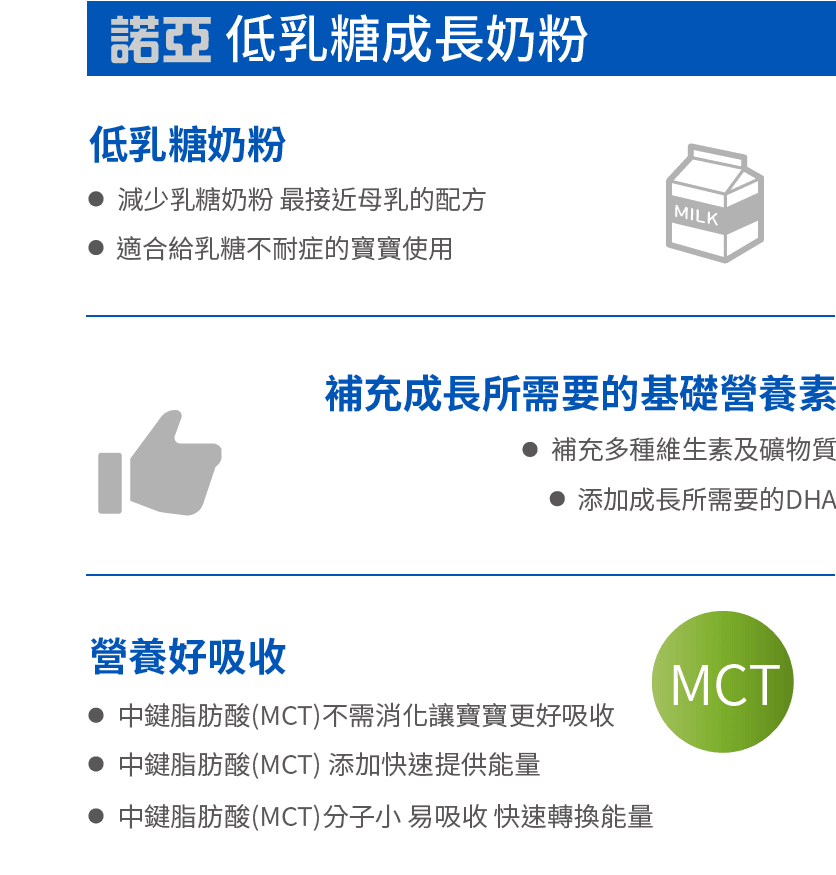 諾亞 低乳糖成長奶粉
低乳糖奶粉
● 減少乳糖奶粉 最接近母乳的配方
● 適合給乳糖不耐症的寶寶使用
MILK
補充成長所需要的基礎營養素
● 補充多種維生素及礦物質
● 添加成長所需要的DHA
營養好吸收
MCT
● 中鍵脂肪酸(MCT)不需消化讓寶寶更好吸收
● 中鍵脂肪酸(MCT) 添加快速提供能量
● 中鍵脂肪酸(MCT)分子小 易吸收 快速轉換能量